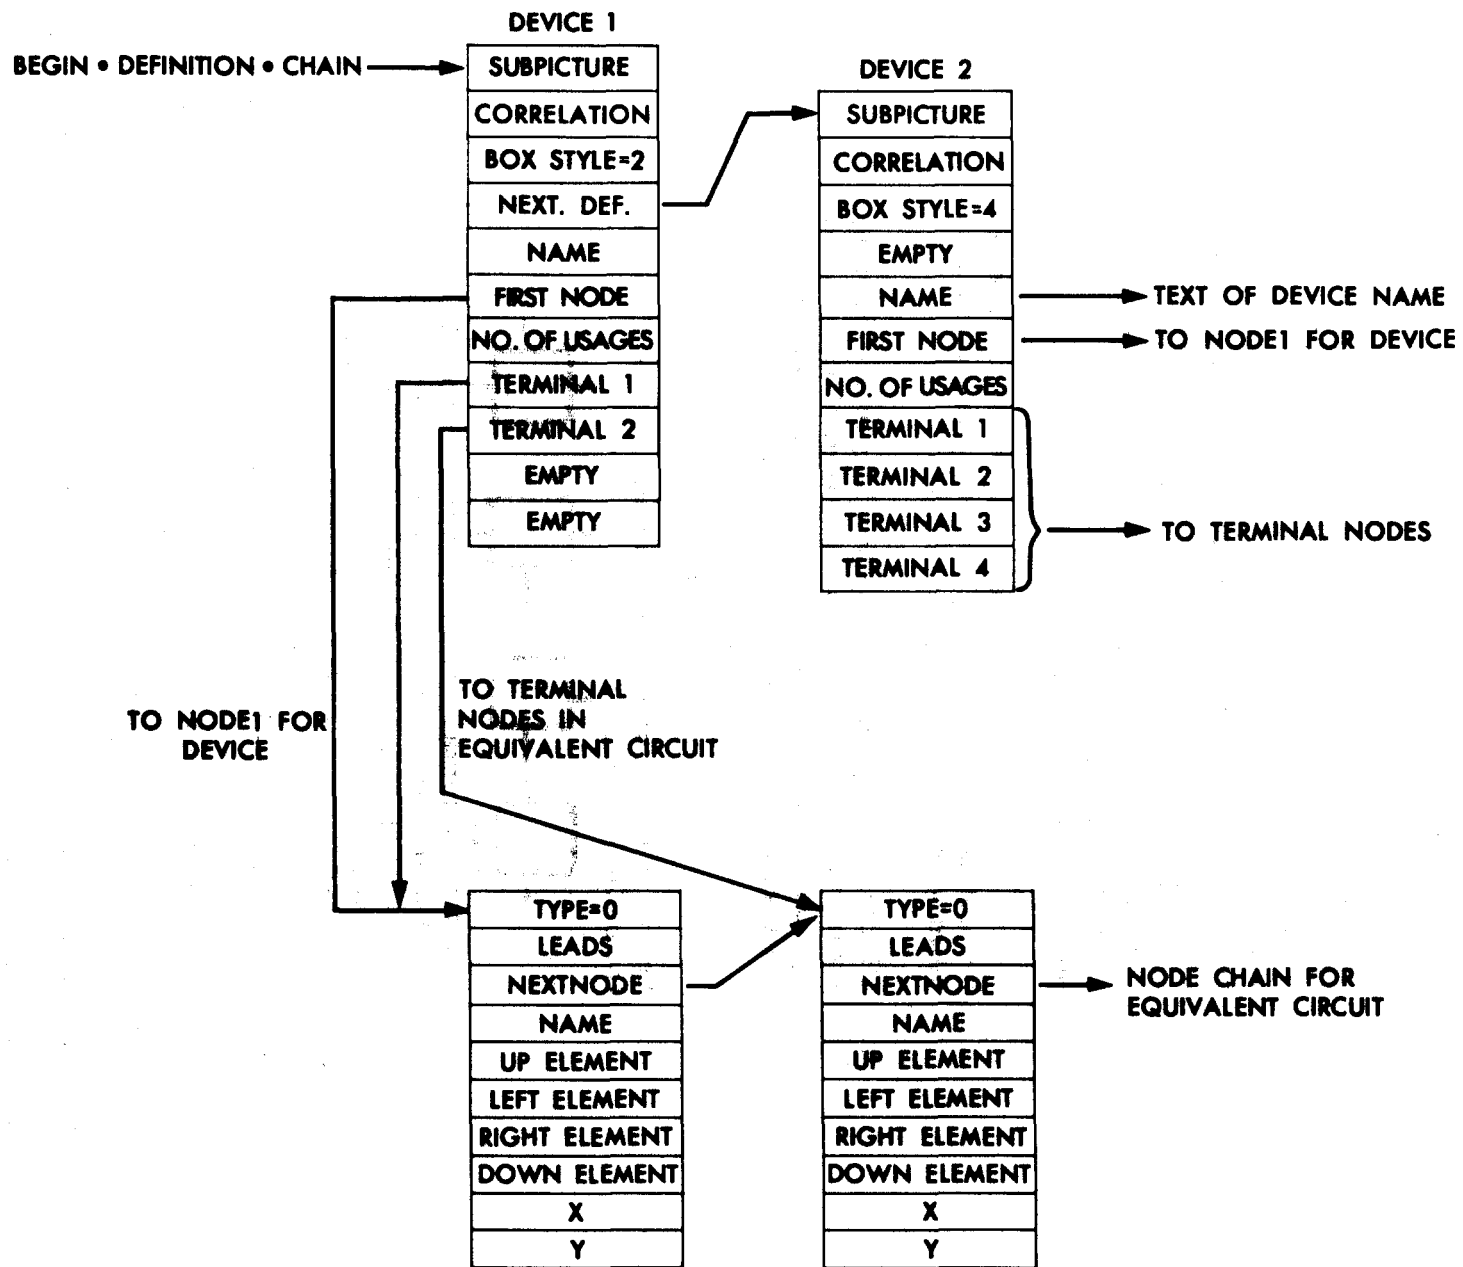 DEVICE 1
BEGIN • DEFINITION • CHAIN
SUBPICTURE
CORRELATION
BOX STYLE=2
NEXT. DEF.
NAME
FIRST NODE
NO. OF USAGES
TERMINAL 1
TERMINAL 2
EMPTY
EMPTY
DEVICE 2
SUBPICTURE
CORRELATION
BOX STYLE=4
EMPTY
NAME
FIRST NODE
NO. OF USAGES
TERMINAL 1
TERMINAL 2
TERMINAL 3
TERMINAL 4
TEXT OF DEVICE NAME
TO NODE1 FOR DEVICE
TO TERMINAL NODES
TO NODE1 FOR
DEVICE
TO TERMINAL
NODES IN
EQUIVALENT CIRCUIT
TYPE=0
LEADS
NEXTNODE
NAME
UP ELEMENT
LEFT ELEMENT
RIGHT ELEMENT
DOWN ELEMENT
X
Y
TYPE=0
LEADS
NEXTNODE
NAME
UP ELEMENT
LEFT ELEMENT
RIGHT ELEMENT
DOWN ELEMENT
X
Y
NODE CHAIN FOR
EQUIVALENT CIRCUIT